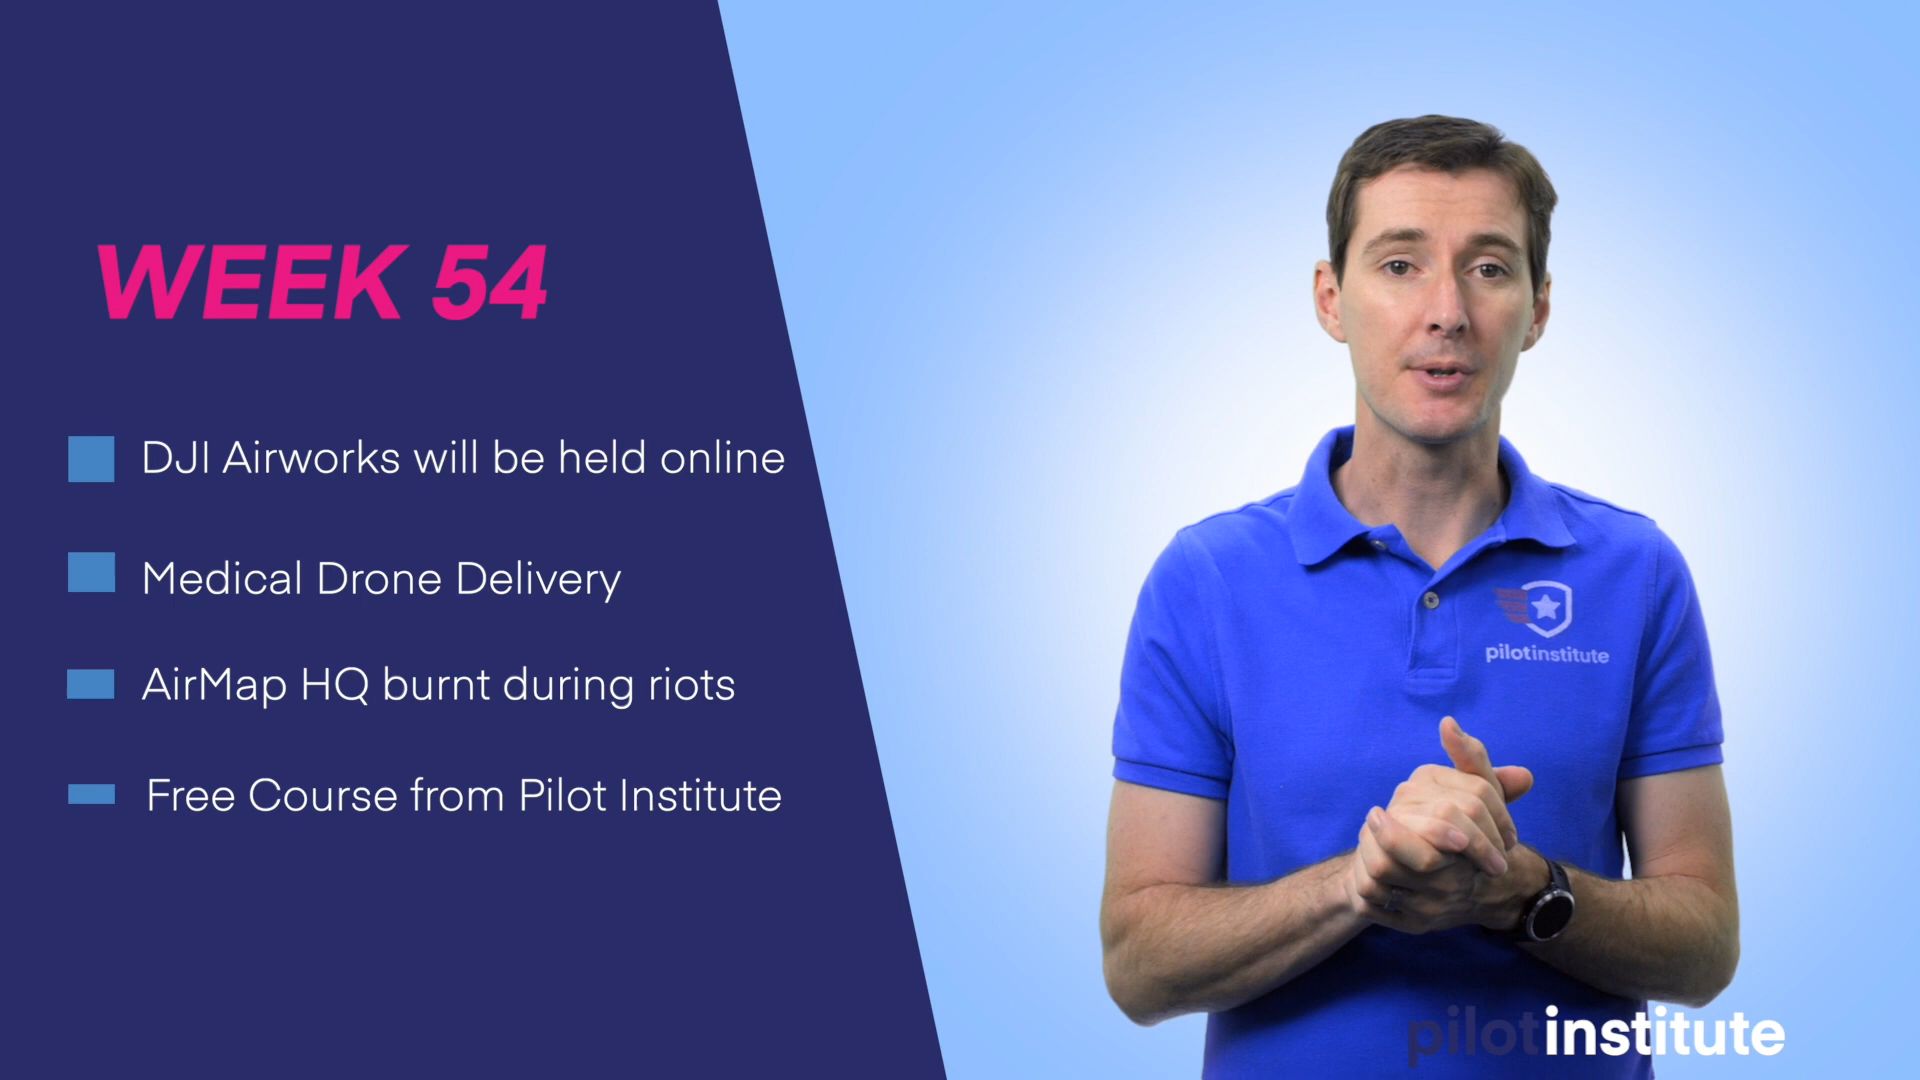 WEEK 54
DJI Airworks will be held online
Medical Drone Delivery
AirMap HQ burnt during riots
Free Course from Pilot Institute
pilotinstitute
pilotinstitute